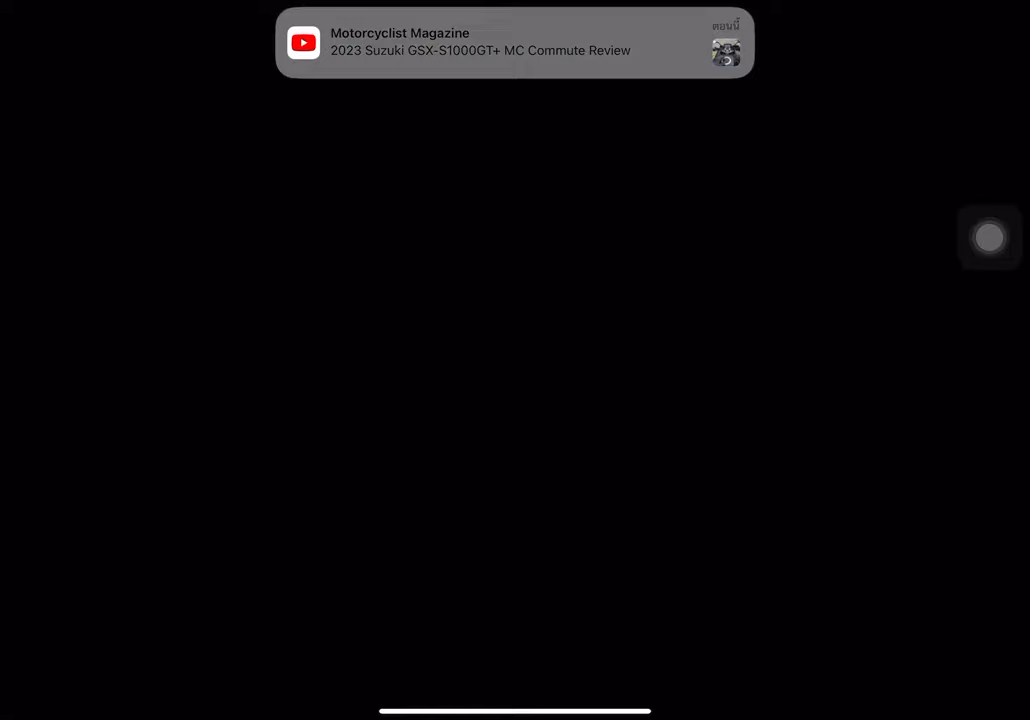 Motorcyclist Magazine
ตอนนี้
2023 Suzuki GSX-S1000GT+ MC Commute Review